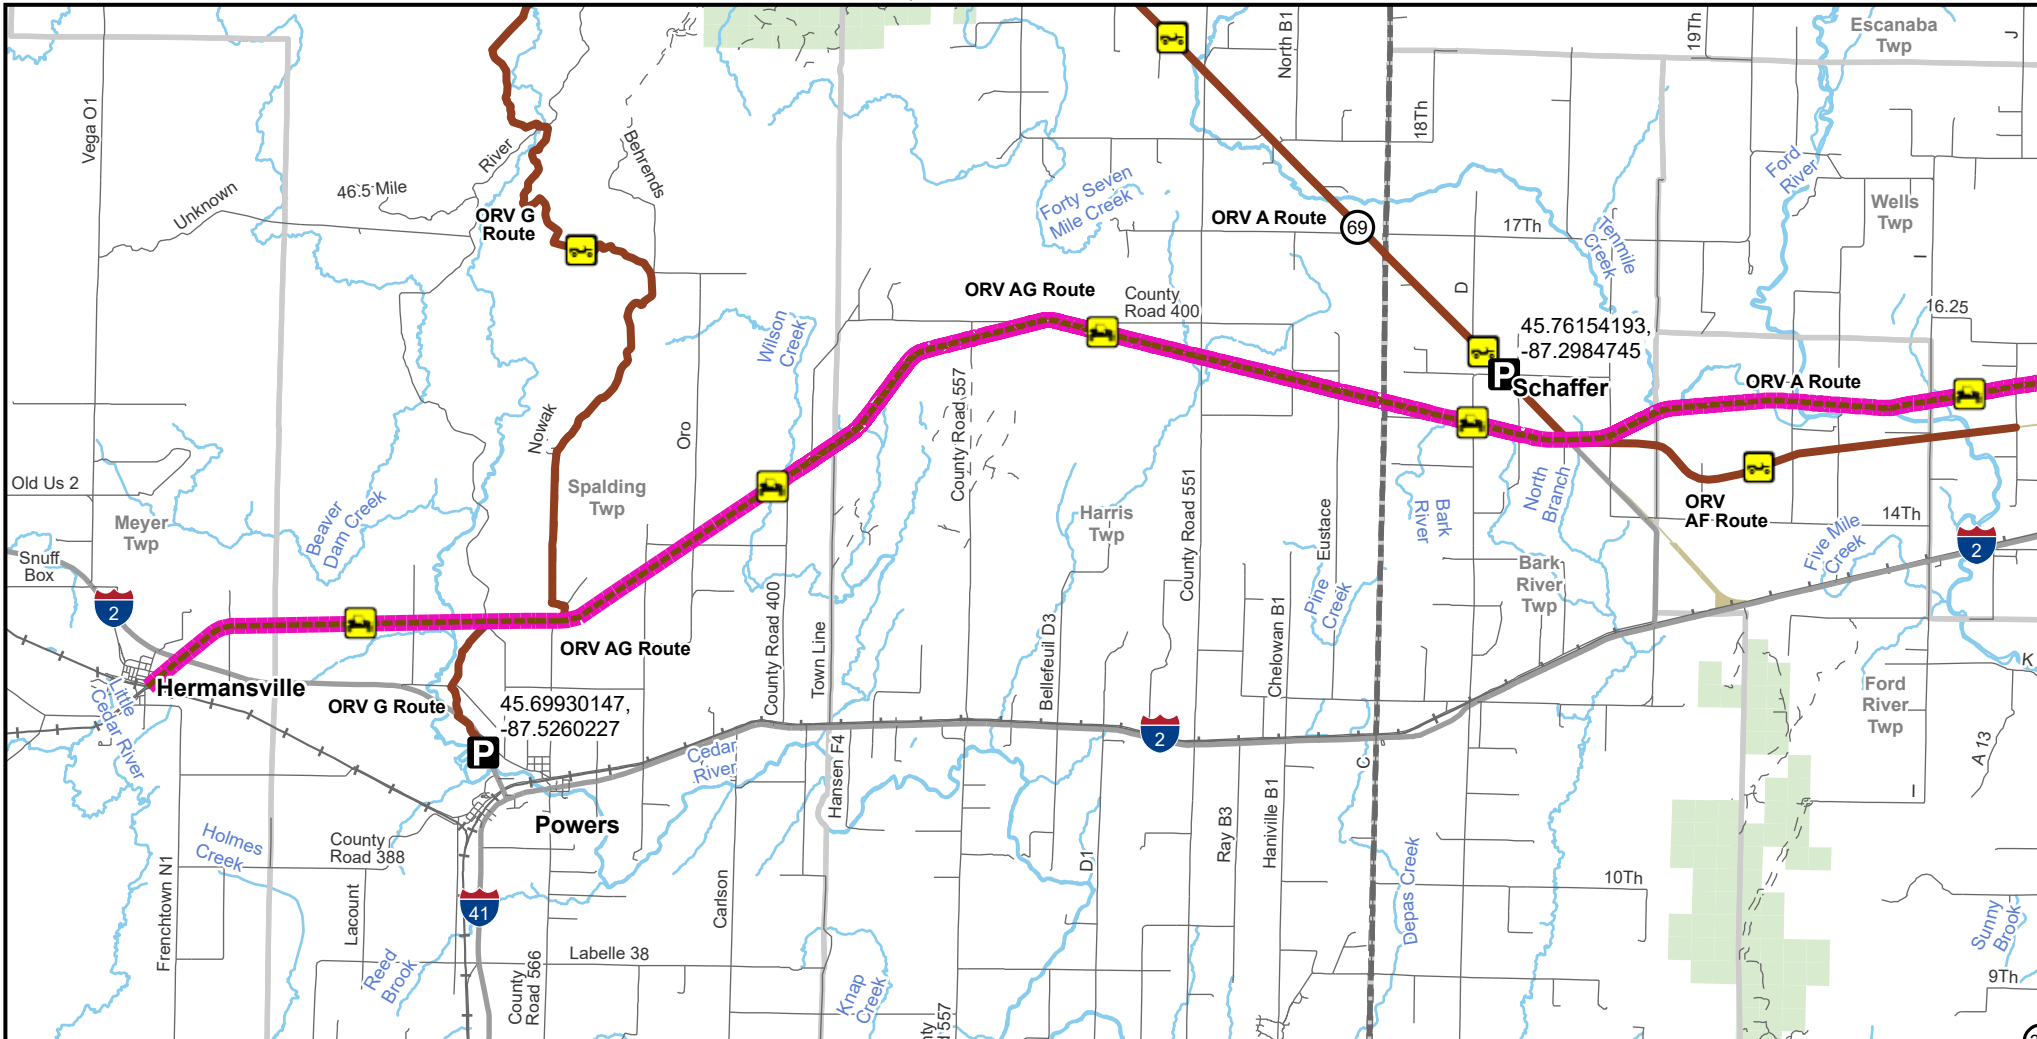 Escanaba
Twp
J
19Th
North B1
18Th
Vega O1
Behrends
River
46.5 Mile
Unknown
ORV G
Route
Forty Seven
Mile Creek
ORV A Route
69
17Th
Ford
River
Wells
Twp
Tenmile
Creek
I
D
ORV AG Route
County
Road 400
16.25
Wilson
Creek
45.76154193,
-87.2984745
P
Schaffer
ORV A Route
Nowak
Oro
County Road 557
Old Us 2
Meyer
Twp
Beaver
Dam Creek
Spalding
Twp
Harris
Twp
County Road 551
Eustace
Bark
River
North
Branch
ORV
AF Route
14Th
Five Mile
Creek
2
Snuff
Box
2
Bark
River
Twp
Pine
Creek
ORV AG Route
County Road 400
Town Line
Bellefeuil D3
Chelowan B1
Hermansville
Little
Cedar River
ORV G Route
45.69930147,
-87.5260227
P
Cedar
River
Hansen F4
2
C
K
Ford
River
Twp
A 13
I
Powers
Holmes
Creek
County
Road 388
Frenchtown N1
Lacount
41
Carlson
D1
Ray B3
Haniville B1
Depas Creek
10Th
Sunny
Brook
Reed
Brook
County
Road 566
Labelle 38
Knap
Creek
557
9Th